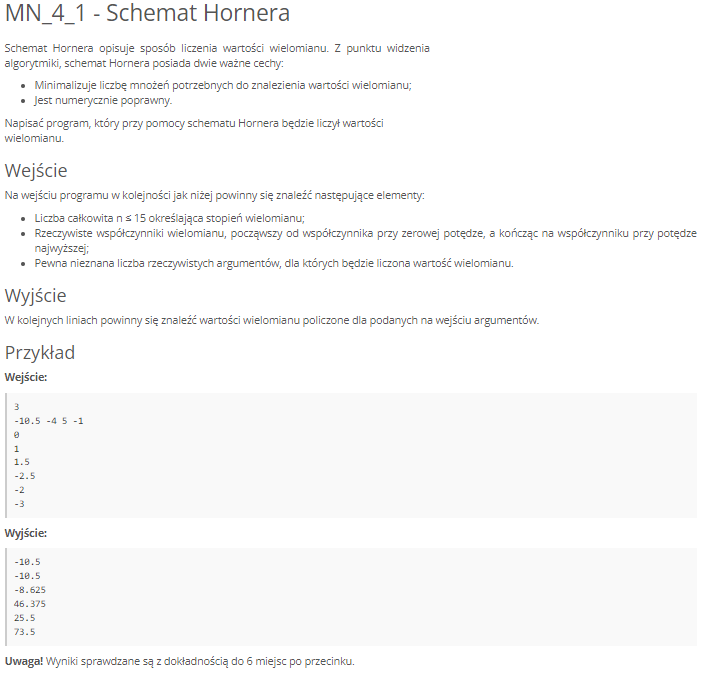 MN_4_1 - Schemat Hornera
Schemat Hornera opisuje sposób liczenia wartości wielomianu. Z punktu widzenia
algorytmiki, schemat Hornera posiada dwie ważne cechy:
• Minimalizuje liczbę mnożeń potrzebnych do znalezienia wartości wielomianu;
• Jest numerycznie poprawny.
Napisać program, który przy pomocy schematu Hornera będzie liczył wartości
wielomianu.
Wejście
Na wejściu programu w kolejności jak niżej powinny się znaleźć następujące elementy:
• Liczba całkowita n ≤ 15 określająca stopień wielomianu;
• Rzeczywiste współczynniki wielomianu, począwszy od współczynnika przy zerowej potędze, a kończąc na współczynniku przy potędze
najwyższej;
• Pewna nieznana liczba rzeczywistych argumentów, dla których będzie liczona wartość wielomianu.
Wyjście
W kolejnych liniach powinny się znaleźć wartości wielomianu policzone dla podanych na wejściu argumentów.
Przykład
Wejście:
3
-10.5 -4 5 -1
0
1
1.5
-2.5
-2
-3
Wyjście:
-10.5
-10.5
-8.625
46.375
25.5
73.5
Uwaga! Wyniki sprawdzane są z dokładnością do 6 miejsc po przecinku.